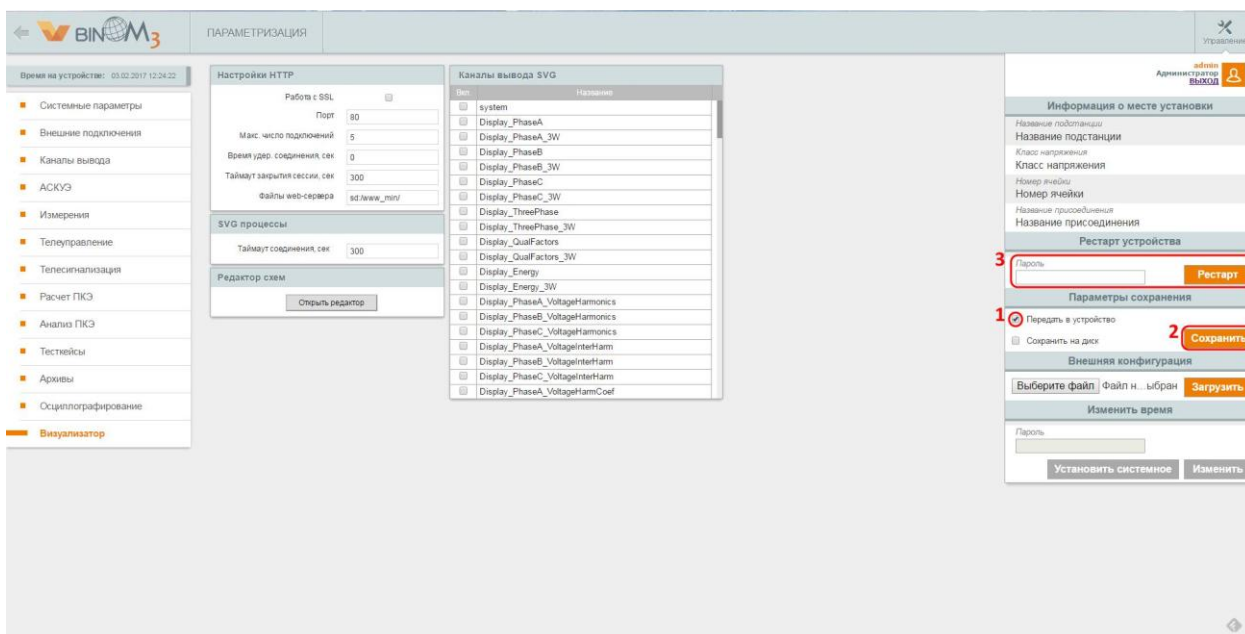 BINOM3
ПАРАМЕТРИЗАЦИЯ
Управление
Время на устройстве: 03.02.2017 12:24:22
Системные параметры
Внешние подключения
Каналы вывода
АСКУЭ
Измерения
Телеуправление
Телесигнализация
Расчет ПКЭ
Анализ ПКЭ
Тесткейсы
Архивы
Осциллографирование
Визуализатор
Настройки HTTP
Работа с SSL
Порт 80
Макс. число подключений 5
Время удер. соединения, сек 0
Таймаут закрытия сессии, сек 300
Файлы web-сервера sd:/www_min/
SVG процессы
Таймаут соединения, сек 300
Редактор схем
Открыть редактор
Каналы вывода SVG
Вкл. Название
system
Display_PhaseA
Display_PhaseA_3W
Display_PhaseB
Display_PhaseB_3W
Display_PhaseC
Display_PhaseC_3W
Display_ThreePhase
Display_ThreePhase_3W
Display_QualFactors
Display_QualFactors_3W
Display_Energy
Display_Energy_3W
Display_PhaseA_VoltageHarmonics
Display_PhaseB_VoltageHarmonics
Display_PhaseC_VoltageHarmonics
Display_PhaseA_VoltageInterHarm
Display_PhaseB_VoltageInterHarm
Display_PhaseC_VoltageInterHarm
Display_PhaseA_VoltageHarmCoef
admin
Администратор
ВЫХОД
Информация о месте установки
Название подстанции
Название подстанции
Класс напряжения
Класс напряжения
Номер ячейки
Номер ячейки
Название присоединения
Название присоединения
Рестарт устройства
3
Пароль
Рестарт
Параметры сохранения
1 Передать в устройство
Сохранить на диск
2 Сохранить
Внешняя конфигурация
Выберите файл Файл н...ыбран Загрузить
Изменить время
Пароль
Установить системное Изменить